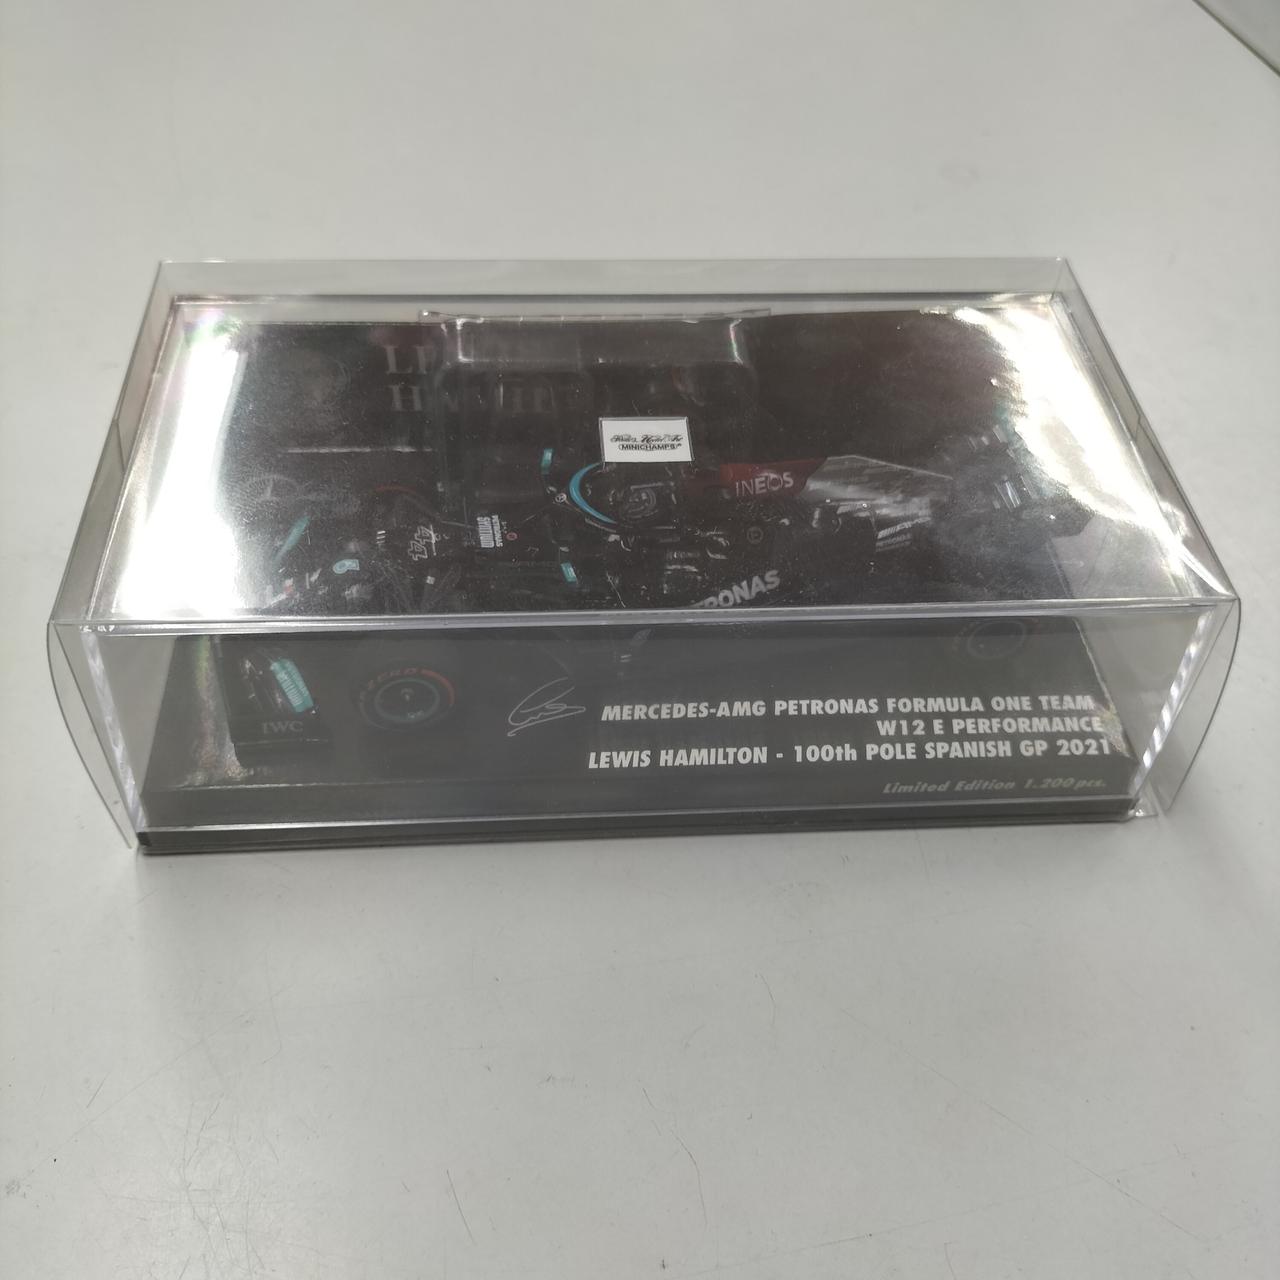 MINICHAMPS
INEOS
PETRONAS
44
IWC
MERCEDES-AMG PETRONAS FORMULA ONE TEAM
W12 E PERFORMANCE
LEWIS HAMILTON - 100th POLE SPANISH GP 2021
Limited Edition 1.200 pcs.